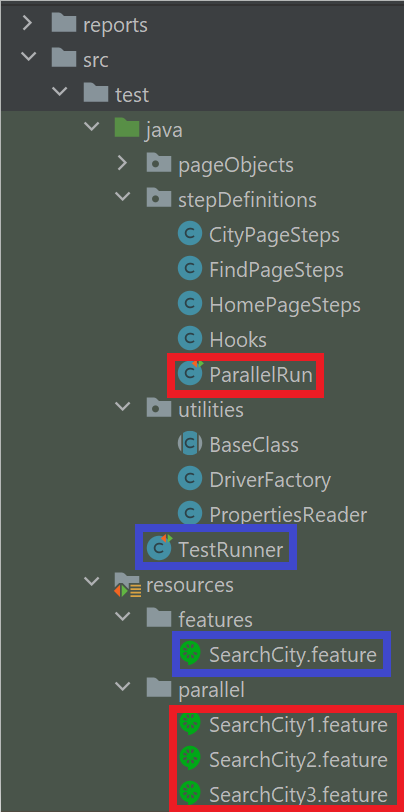 reports
src
test
java
pageObjects
stepDefinitions
CityPageSteps
FindPageSteps
HomePageSteps
Hooks
ParallelRun
utilities
BaseClass
DriverFactory
PropertiesReader
TestRunner
resources
features
SearchCity.feature
parallel
SearchCity1.feature
SearchCity2.feature
SearchCity3.feature